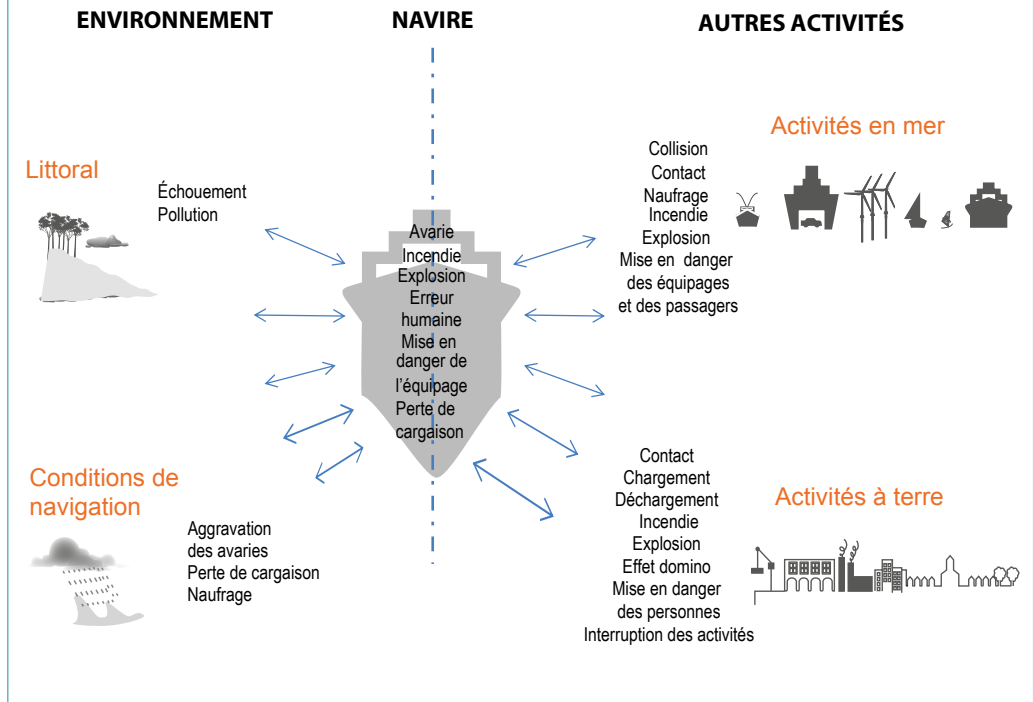 ENVIRONNEMENT
NAVIRE
AUTRES ACTIVITÉS
Littoral
Échouement
Pollution
Conditions de
navigation
Aggravation
des avaries
Perte de cargaison
Naufrage
Avarie
Incendie
Explosion
Erreur
humaine
Mise en
danger de
l'équipage
Perte de
cargaison
Activités en mer
Collision
Contact
Naufrage
Incendie
Explosion
Mise en danger
des équipages
et des passagers
Activités à terre
Contact
Chargement
Déchargement
Incendie
Explosion
Effet domino
Mise en danger
des personnes
Interruption des activités